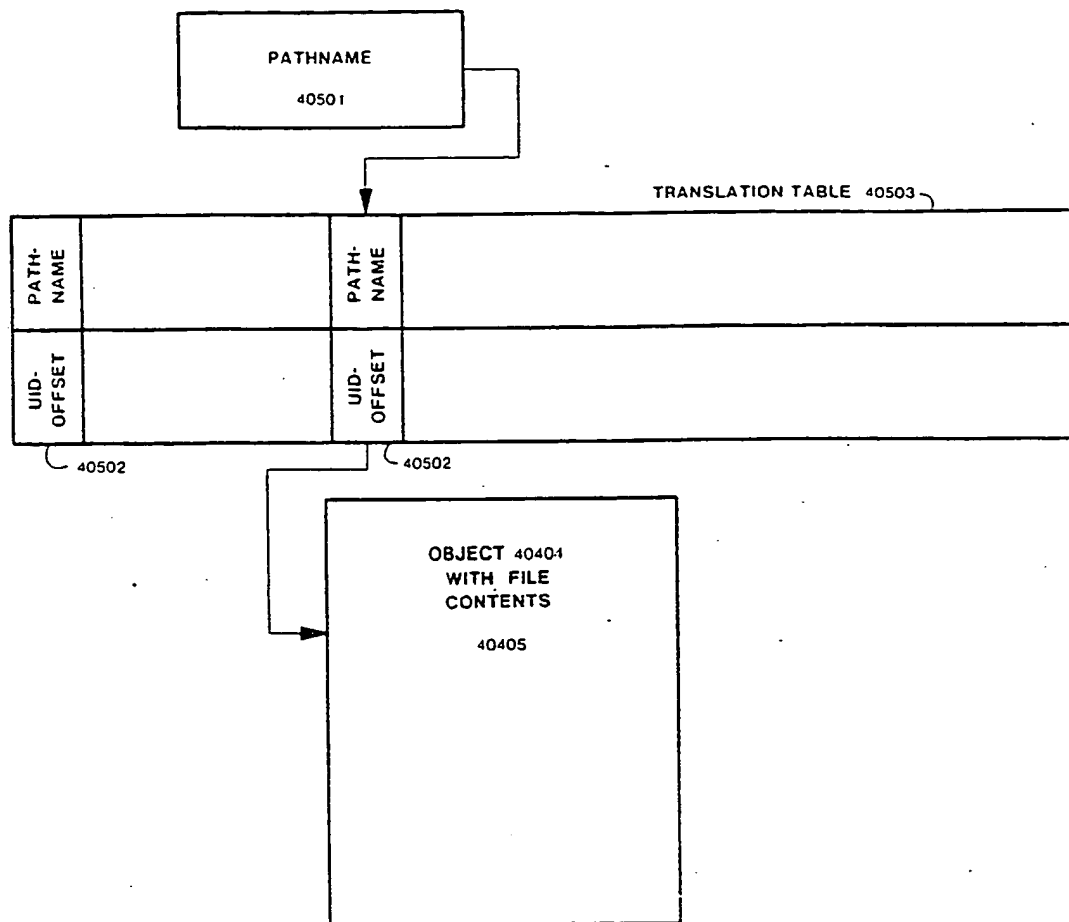 PATHNAME
40501
TRANSLATION TABLE 40503
PATH-
NAME
PATH-
NAME
UID-
OFFSET
UID-
OFFSET
40502
40502
OBJECT 40404
WITH FILE
CONTENTS
40405